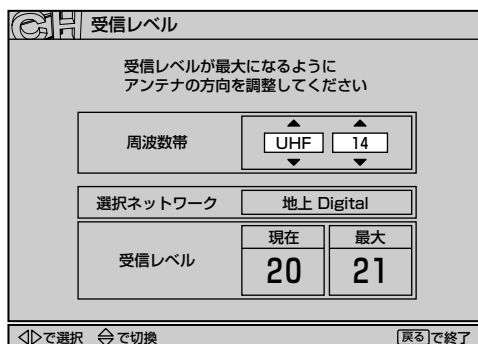 CH 受信レベル
受信レベルが最大になるように
アンテナの方向を調整してください
周波数帯 UHF 14
選択ネットワーク 地上 Digital
受信レベル 現在 最大
20 21
で選択 で切換 戻るで終了